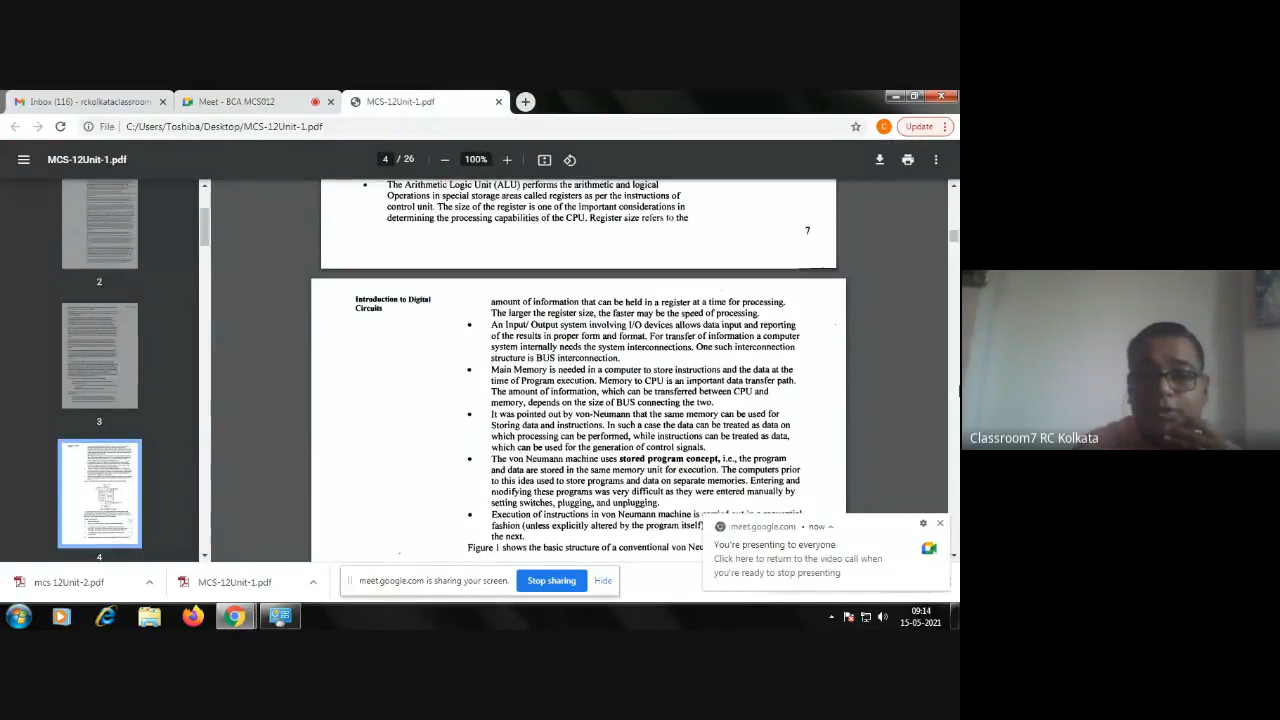 Inbox (116) - rckolkataclassroom
Meet - BCA MCS012
MCS-12Unit-1.pdf
File
C:/Users/Toshiba/Desktop/MCS-12Unit-1.pdf
C
Update
MCS-12Unit-1.pdf
4 / 26
100%
The Arithmetic Logic Unit (ALU) performs the arithmetic and logical
Operations in special storage areas called registers as per the instructions of
control unit. The size of the register is one of the important considerations in
determining the processing capabilities of the CPU. Register size refers to the
7
2
3
4
Introduction to Digital
Circuits
amount of information that can be held in a register at a time for processing.
The larger the register size, the faster may be the speed of processing.
An Input/ Output system involving I/O devices allows data input and reporting
of the results in proper form and format. For transfer of information a computer
system internally needs the system interconnections. One such interconnection
structure is BUS interconnection.
Main Memory is needed in a computer to store instructions and the data at the
time of Program execution. Memory to CPU is an important data transfer path.
The amount of information, which can be transferred between CPU and
memory, depends on the size of BUS connecting the two.
It was pointed out by von-Neumann that the same memory can be used for
Storing data and instructions. In such a case the data can be treated as data on
which processing can be performed, while instructions can be treated as data,
which can be used for the generation of control signals.
The von Neumann machine uses stored program concept, i.e., the program
and data are stored in the same memory unit for execution. The computers prior
to this idea used to store programs and data on separate memories. Entering and
modifying these programs was very difficult as they were entered manually by
setting switches, plugging, and unplugging.
Execution of instructions in von Neumann machine is carried out in a sequential
fashion (unless explicitly altered by the program itself)
the next.
Figure 1 shows the basic structure of a conventional von
meet.google.com • now
You're presenting to everyone
Click here to return to the video call when
you're ready to stop presenting
mcs 12Unit-2.pdf
MCS-12Unit-1.pdf
meet.google.com is sharing your screen.
Stop sharing
Hide
09:14
15-05-2021
Classroom7 RC Kolkata